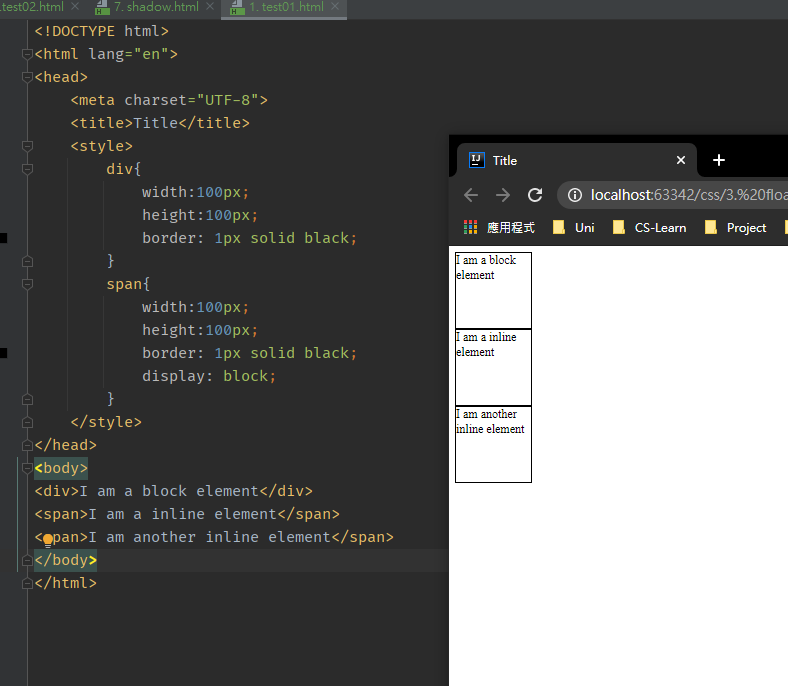 .test02.html
7. shadow.html
1. test01.html
<!DOCTYPE html>
<html lang="en">
<head>
    <meta charset="UTF-8">
    <title>Title</title>
    <style>
        div{
            width:100px;
            height:100px;
            border: 1px solid black;
        }
        span{
            width:100px;
            height:100px;
            border: 1px solid black;
            display: block;
        }
    </style>
</head>
<body>
<div>I am a block element</div>
<span>I am a inline element</span>
<span>I am another inline element</span>
</body>
</html>
IJ Title
localhost:63342/css/3.%20floa
應用程式 Uni CS-Learn Project
I am a block
element
I am a inline
element
I am another
inline element